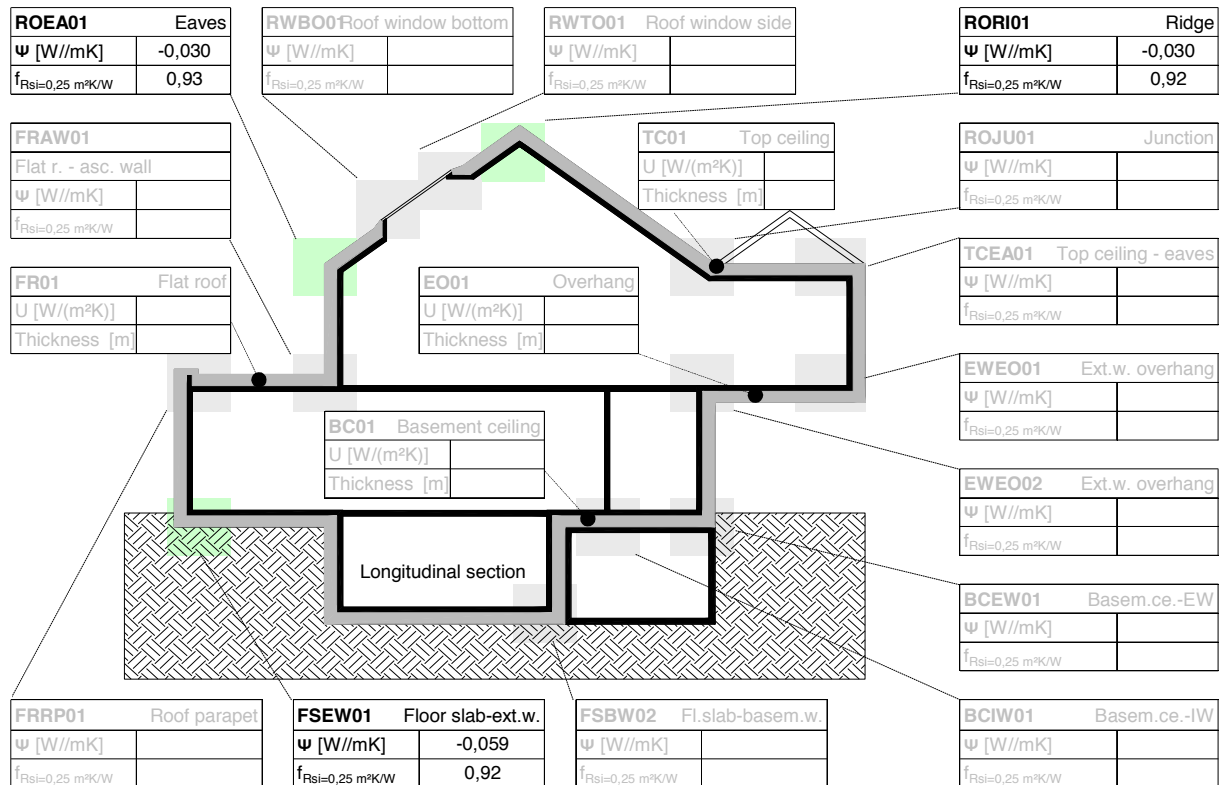 ROEA01 Eaves
Ψ [W//mK] -0,030
fRsi=0,25 m²K/W 0,93
RWBO01 Roof window bottom
Ψ [W//mK]
fRsi=0,25 m²K/W
RWTO01 Roof window side
Ψ [W//mK]
fRsi=0,25 m²K/W
RORI01 Ridge
Ψ [W//mK] -0,030
fRsi=0,25 m²K/W 0,92
FRAW01
Flat r. - asc. wall
Ψ [W//mK]
fRsi=0,25 m²K/W
TC01 Top ceiling
U [W/(m²K)]
Thickness [m]
ROJU01 Junction
Ψ [W//mK]
fRsi=0,25 m²K/W
FR01 Flat roof
U [W/(m²K)]
Thickness [m]
EO01 Overhang
U [W/(m²K)]
Thickness [m]
TCEA01 Top ceiling - eaves
Ψ [W//mK]
fRsi=0,25 m²K/W
EWEO01 Ext.w. overhang
Ψ [W//mK]
fRsi=0,25 m²K/W
BC01 Basement ceiling
U [W/(m²K)]
Thickness [m]
EWEO02 Ext.w. overhang
Ψ [W//mK]
fRsi=0,25 m²K/W
Longitudinal section
BCEW01 Basem.ce.-EW
Ψ [W//mK]
fRsi=0,25 m²K/W
FRRP01 Roof parapet
Ψ [W//mK]
fRsi=0,25 m²K/W
FSEW01 Floor slab-ext.w.
Ψ [W//mK] -0,059
fRsi=0,25 m²K/W 0,92
FSBW02 Fl.slab-basem.w.
Ψ [W//mK]
fRsi=0,25 m²K/W
BCIW01 Basem.ce.-IW
Ψ [W//mK]
fRsi=0,25 m²K/W